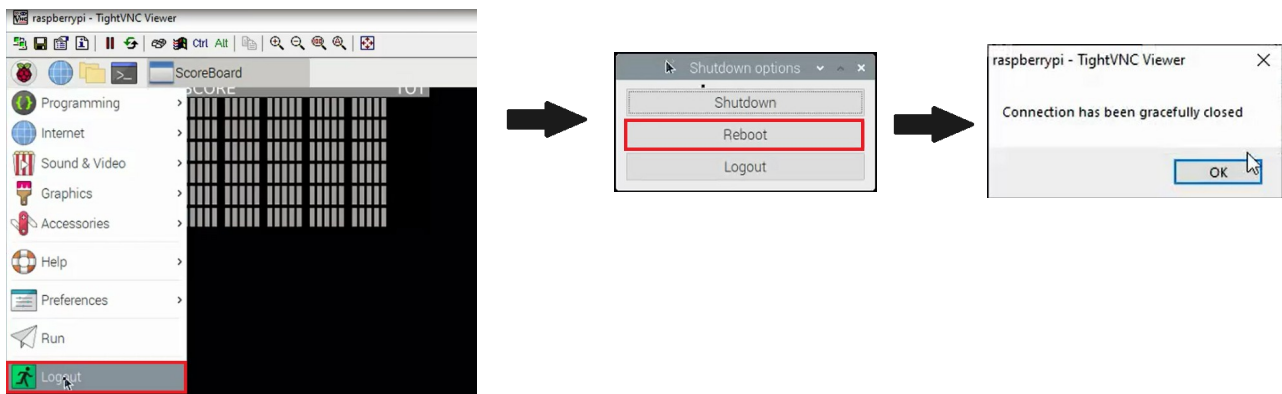 raspberrypi - TightVNC Viewer
Ctrl Alt
ScoreBoard
SCORE TOT
Programming
Internet
Sound & Video
Graphics
Accessories
Help
Preferences
Run
Logout
Shutdown options
Shutdown
Reboot
Logout
raspberrypi - TightVNC Viewer
Connection has been gracefully closed
OK